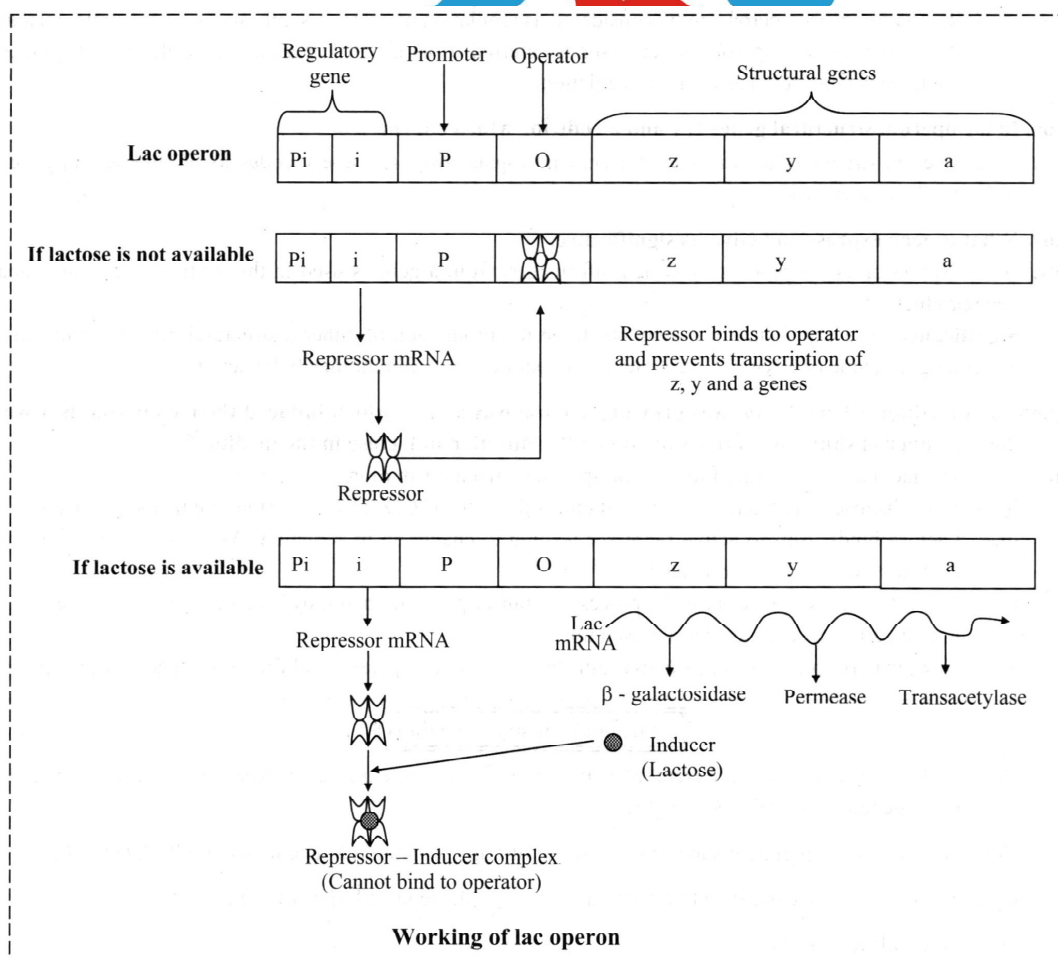 Regulatory gene
Promoter
Operator
Structural genes
Lac operon
Pi i P O z y a
If lactose is not available
Pi i P z y a
Repressor mRNA
Repressor binds to operator
and prevents transcription of
z, y and a genes
Repressor
If lactose is available
Pi i P O z y a
Repressor mRNA
Lac
mRNA
β - galactosidase
Permease
Transacetylase
Inducer
(Lactose)
Repressor – Inducer complex
(Cannot bind to operator)
Working of lac operon